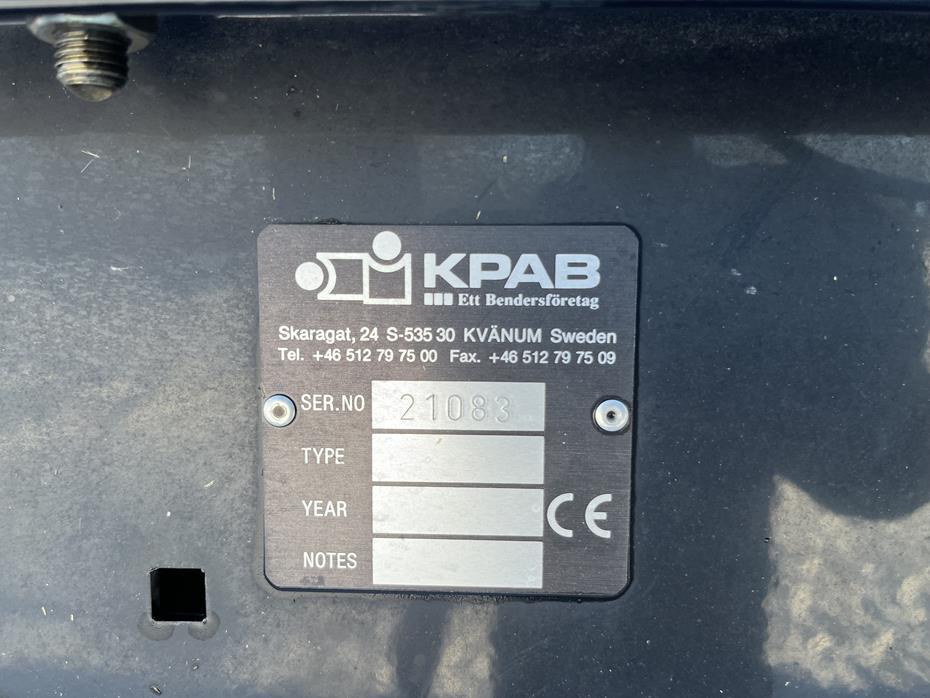 KPAB
Ett Bendersföretag
Skaragat, 24 S-535 30 KVÄNUM Sweden
Tel. +46 512 79 75 00 Fax. +46 512 79 75 09
SER.NO 21083
TYPE
YEAR
CE
NOTES